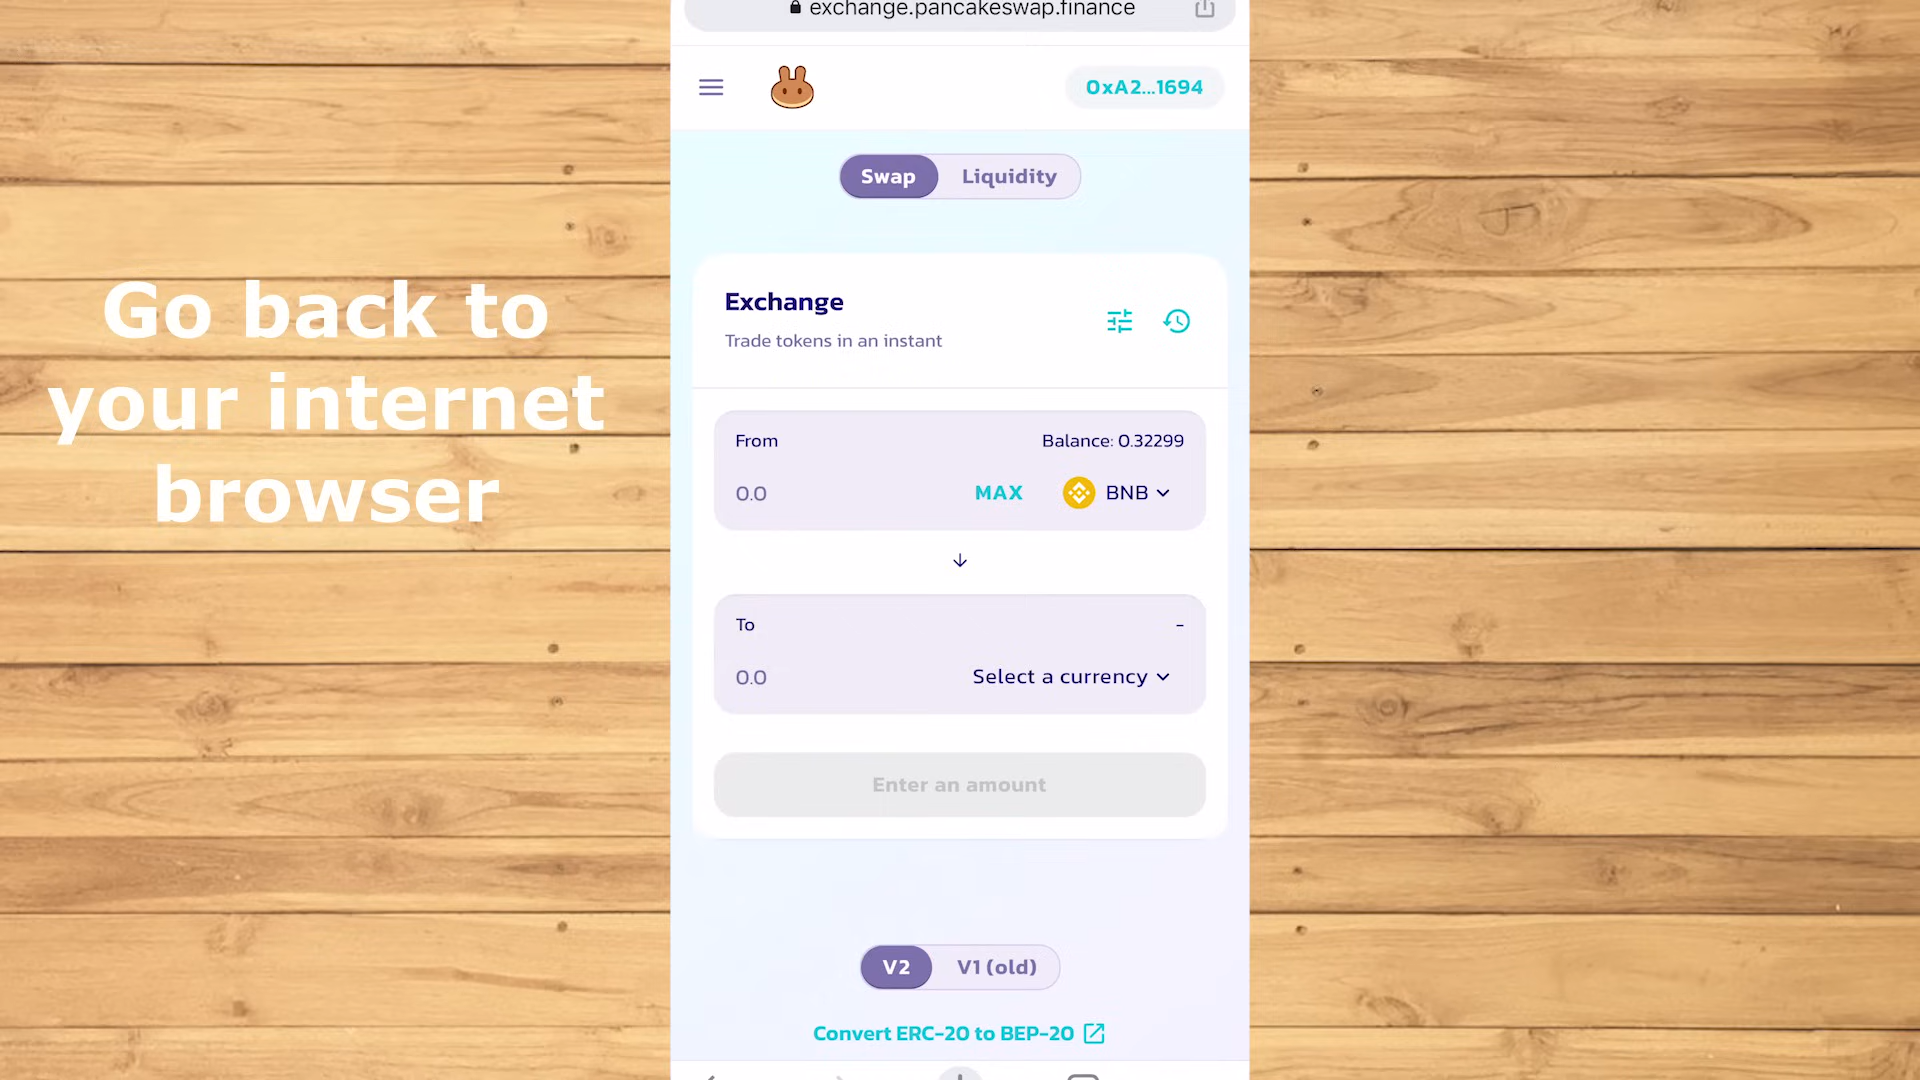 exchange.pancakeswap.finance
0xA2...1694
Swap Liquidity
Exchange
Trade tokens in an instant
Go back to
your internet
browser
From Balance: 0.32299
0.0 MAX BNB
To -
0.0 Select a currency
Enter an amount
V2 V1 (old)
Convert ERC-20 to BEP-20